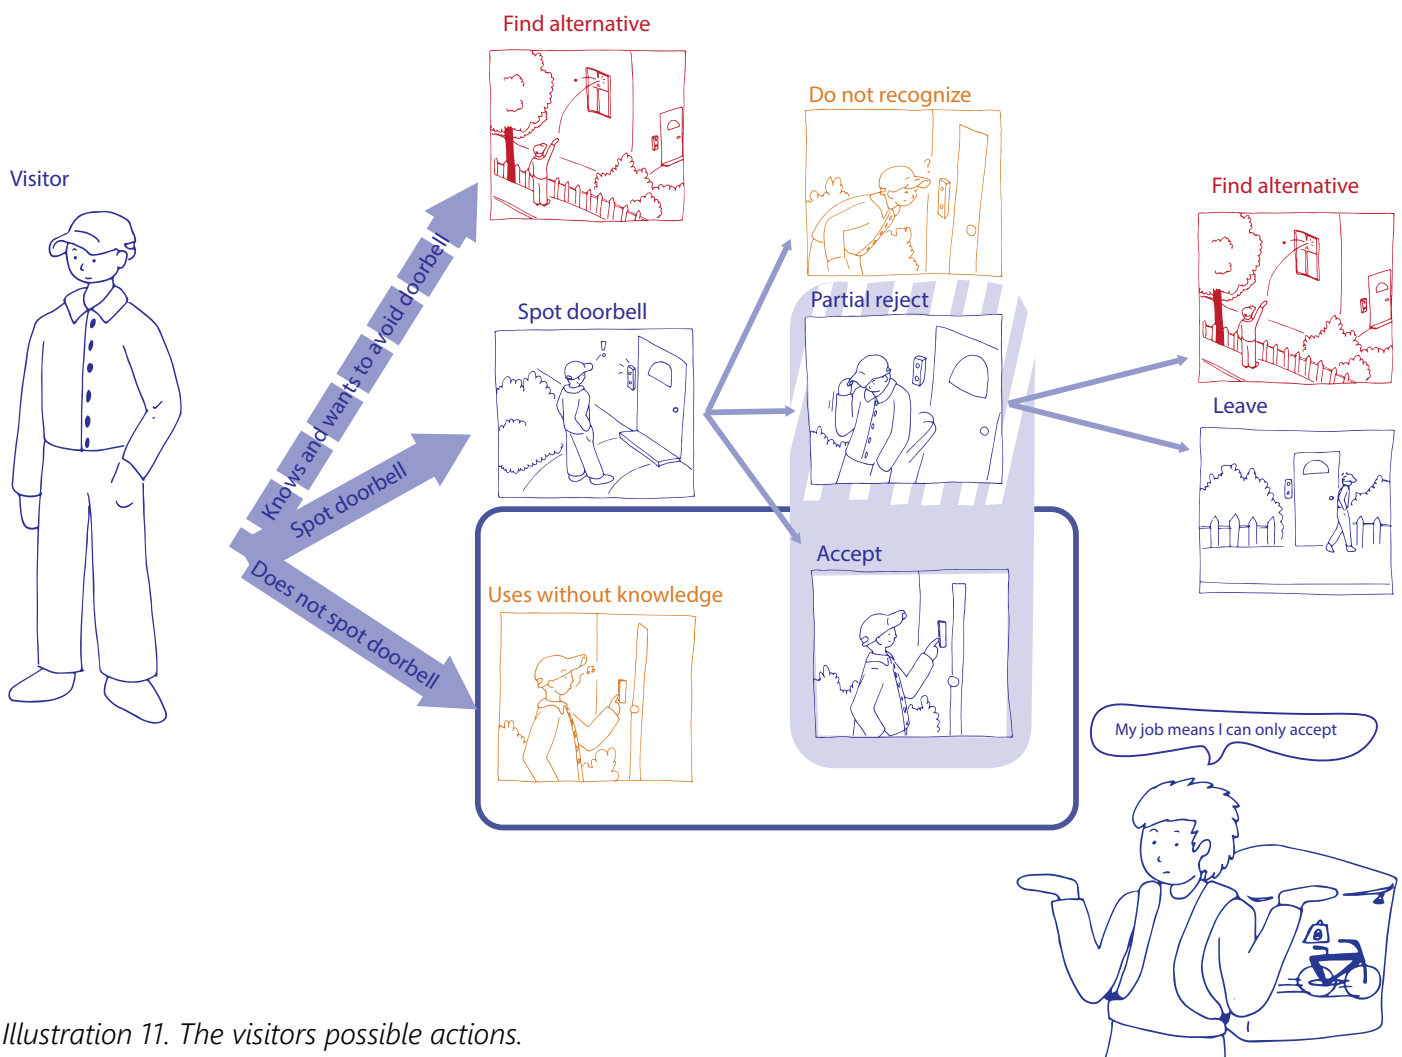 Find alternative
Do not recognize
Visitor
Find alternative
Knows and wants to avoid doorbell
Spot doorbell
Partial reject
Leave
Spot doorbell
Accept
Does not spot doorbell
Uses without knowledge
My job means I can only accept
Illustration 11. The visitors possible actions.